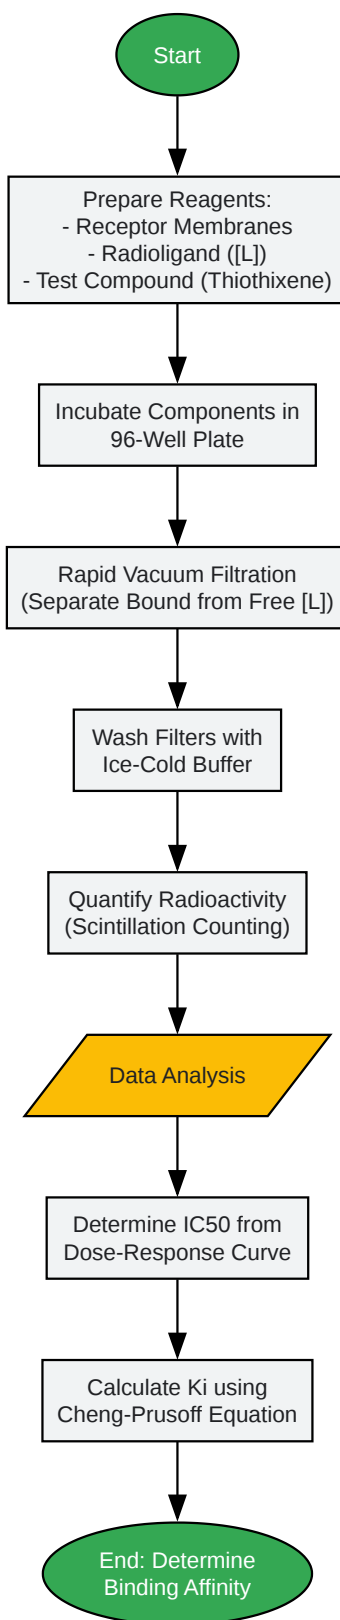 Start
Prepare Reagents:
- Receptor Membranes
- Radioligand ([L])
- Test Compound (Thiothixene)
Incubate Components in
96-Well Plate
Rapid Vacuum Filtration
(Separate Bound from Free [L])
Wash Filters with
Ice-Cold Buffer
Quantify Radioactivity
(Scintillation Counting)
Data Analysis
Determine IC50 from
Dose-Response Curve
Calculate Ki using
Cheng-Prusoff Equation
End: Determine
Binding Affinity